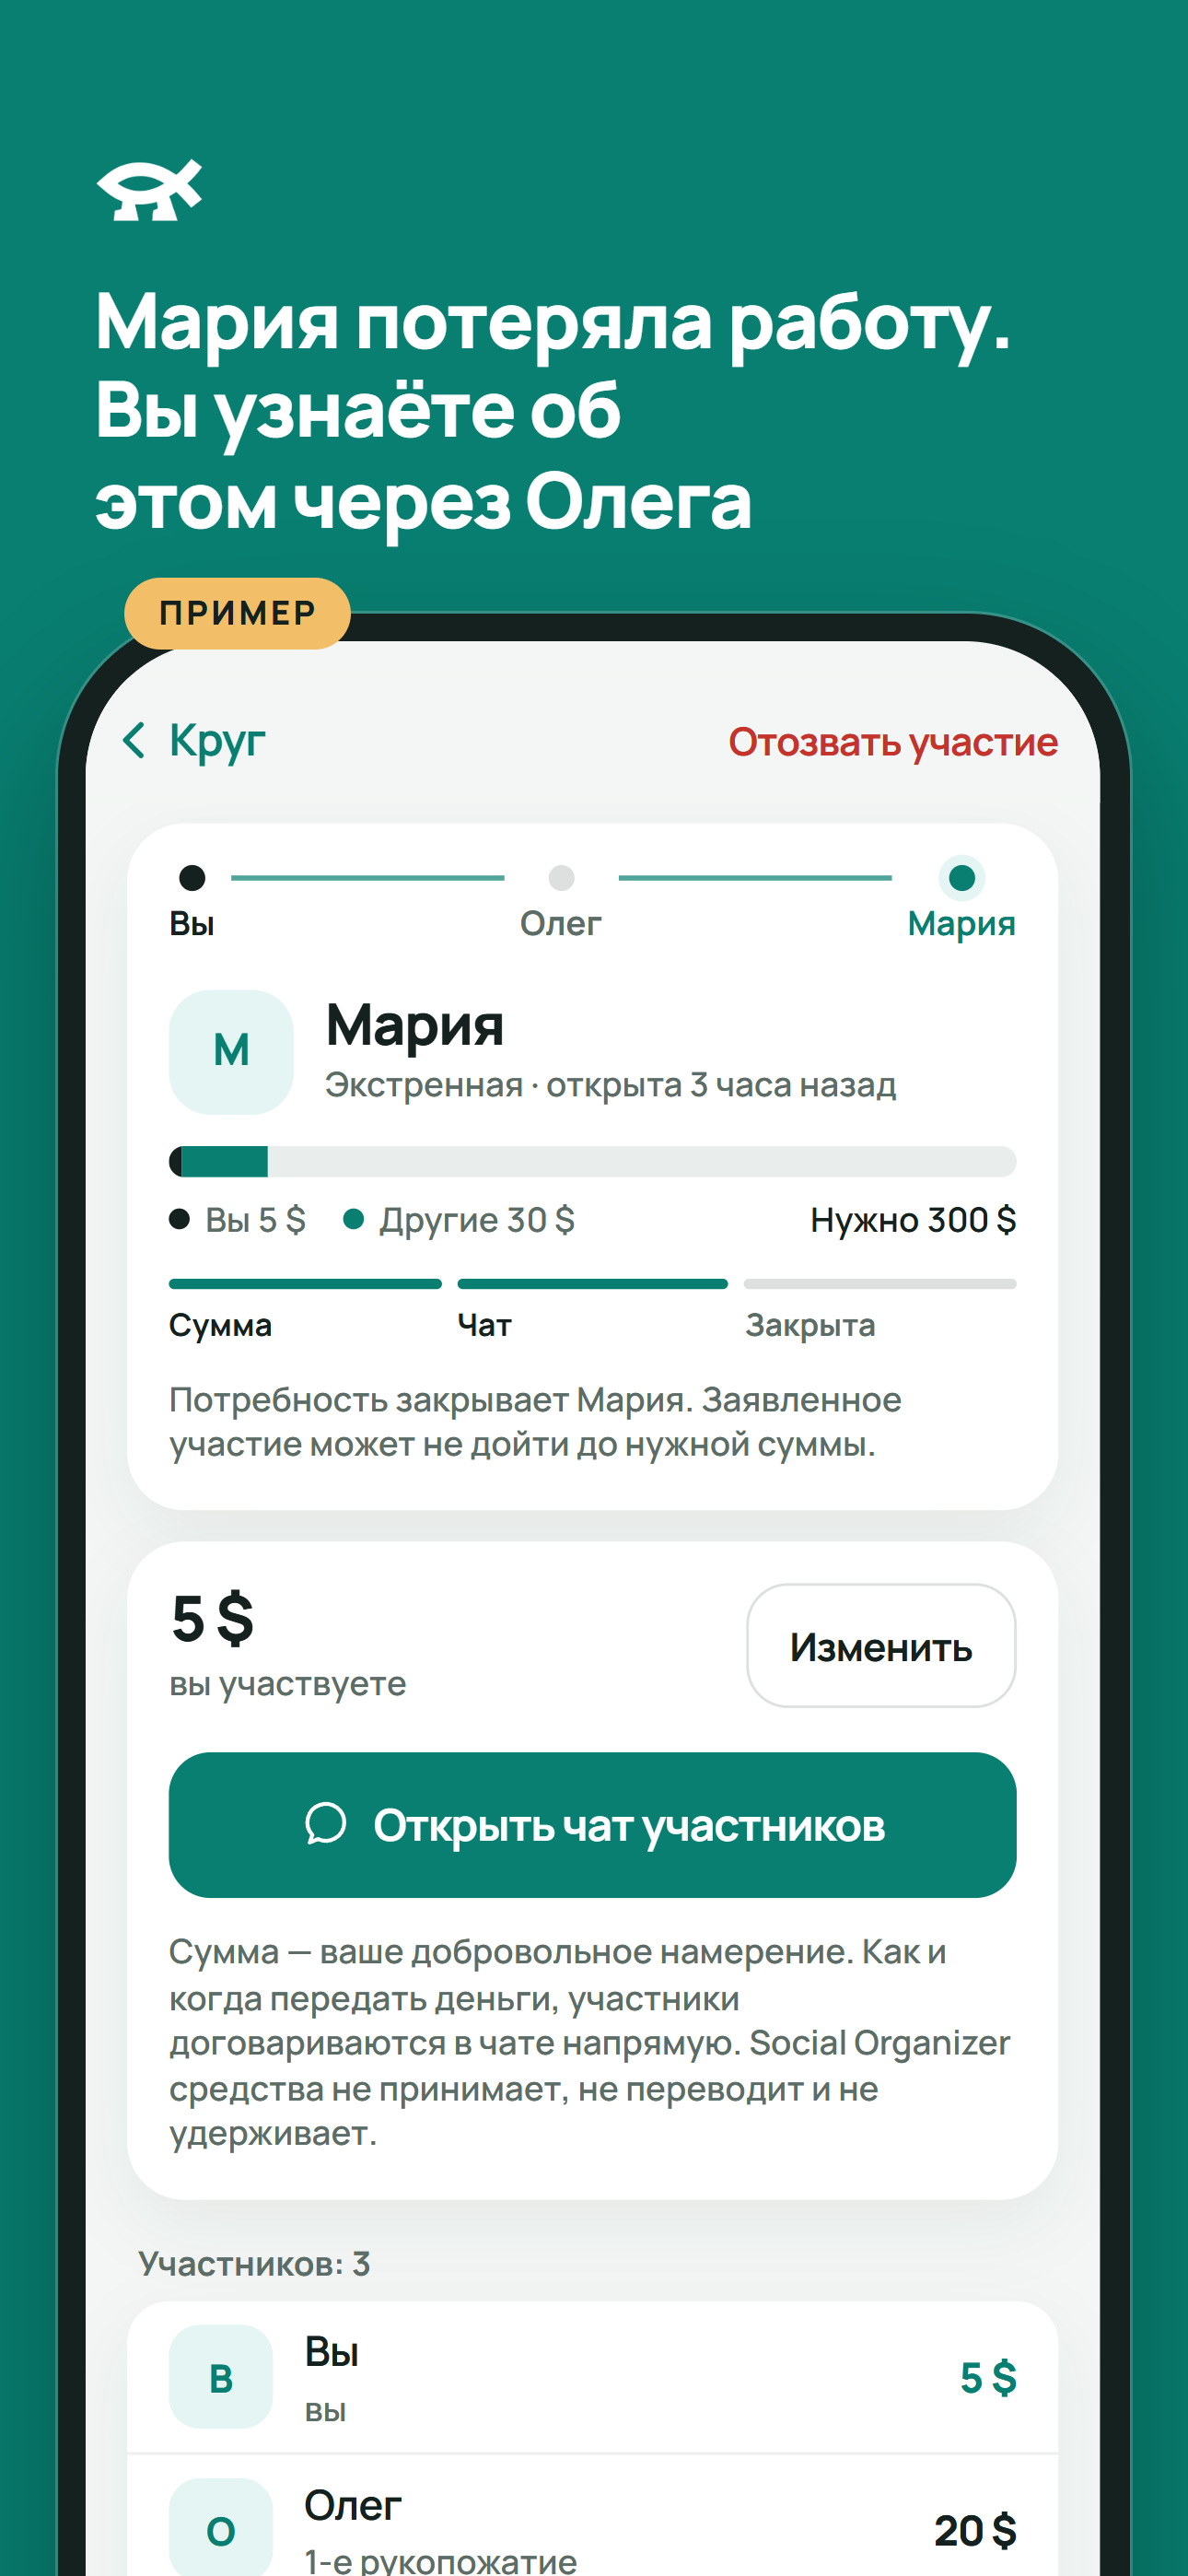 Мария потеряла работу.
Вы узнаёте об
этом через Олега
ПРИМЕР
Круг
Отозвать участие
Вы
Олег
Мария
М
Мария
Экстренная · открыта 3 часа назад
Вы 5 $
Другие 30 $
Нужно 300 $
Сумма
Чат
Закрыта
Потребность закрывает Мария. Заявленное
участие может не дойти до нужной суммы.
5 $
вы участвуете
Изменить
Открыть чат участников
Сумма — ваше добровольное намерение. Как и
когда передать деньги, участники
договариваются в чате напрямую. Social Organizer
средства не принимает, не переводит и не
удерживает.
Участников: 3
В
Вы
вы
5 $
О
Олег
1-е рукопожатие
20 $